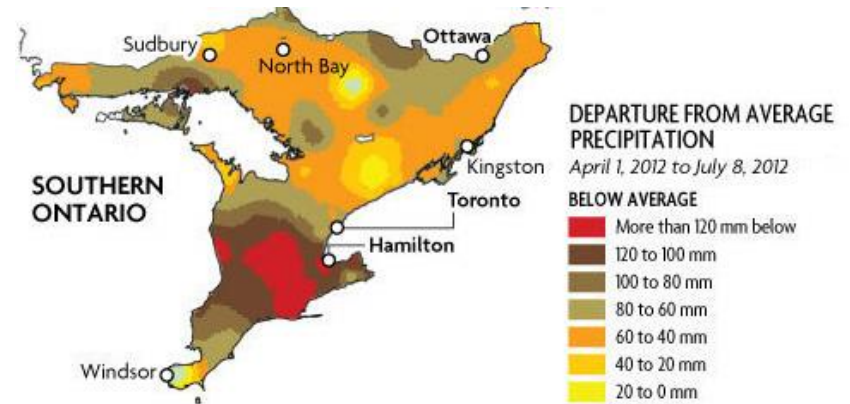 Sudbury
North Bay
Ottawa
Kingston
SOUTHERN
ONTARIO
Toronto
Hamilton
Windsor
DEPARTURE FROM AVERAGE
PRECIPITATION
April 1, 2012 to July 8, 2012
BELOW AVERAGE
More than 120 mm below
120 to 100 mm
100 to 80 mm
80 to 60 mm
60 to 40 mm
40 to 20 mm
20 to 0 mm